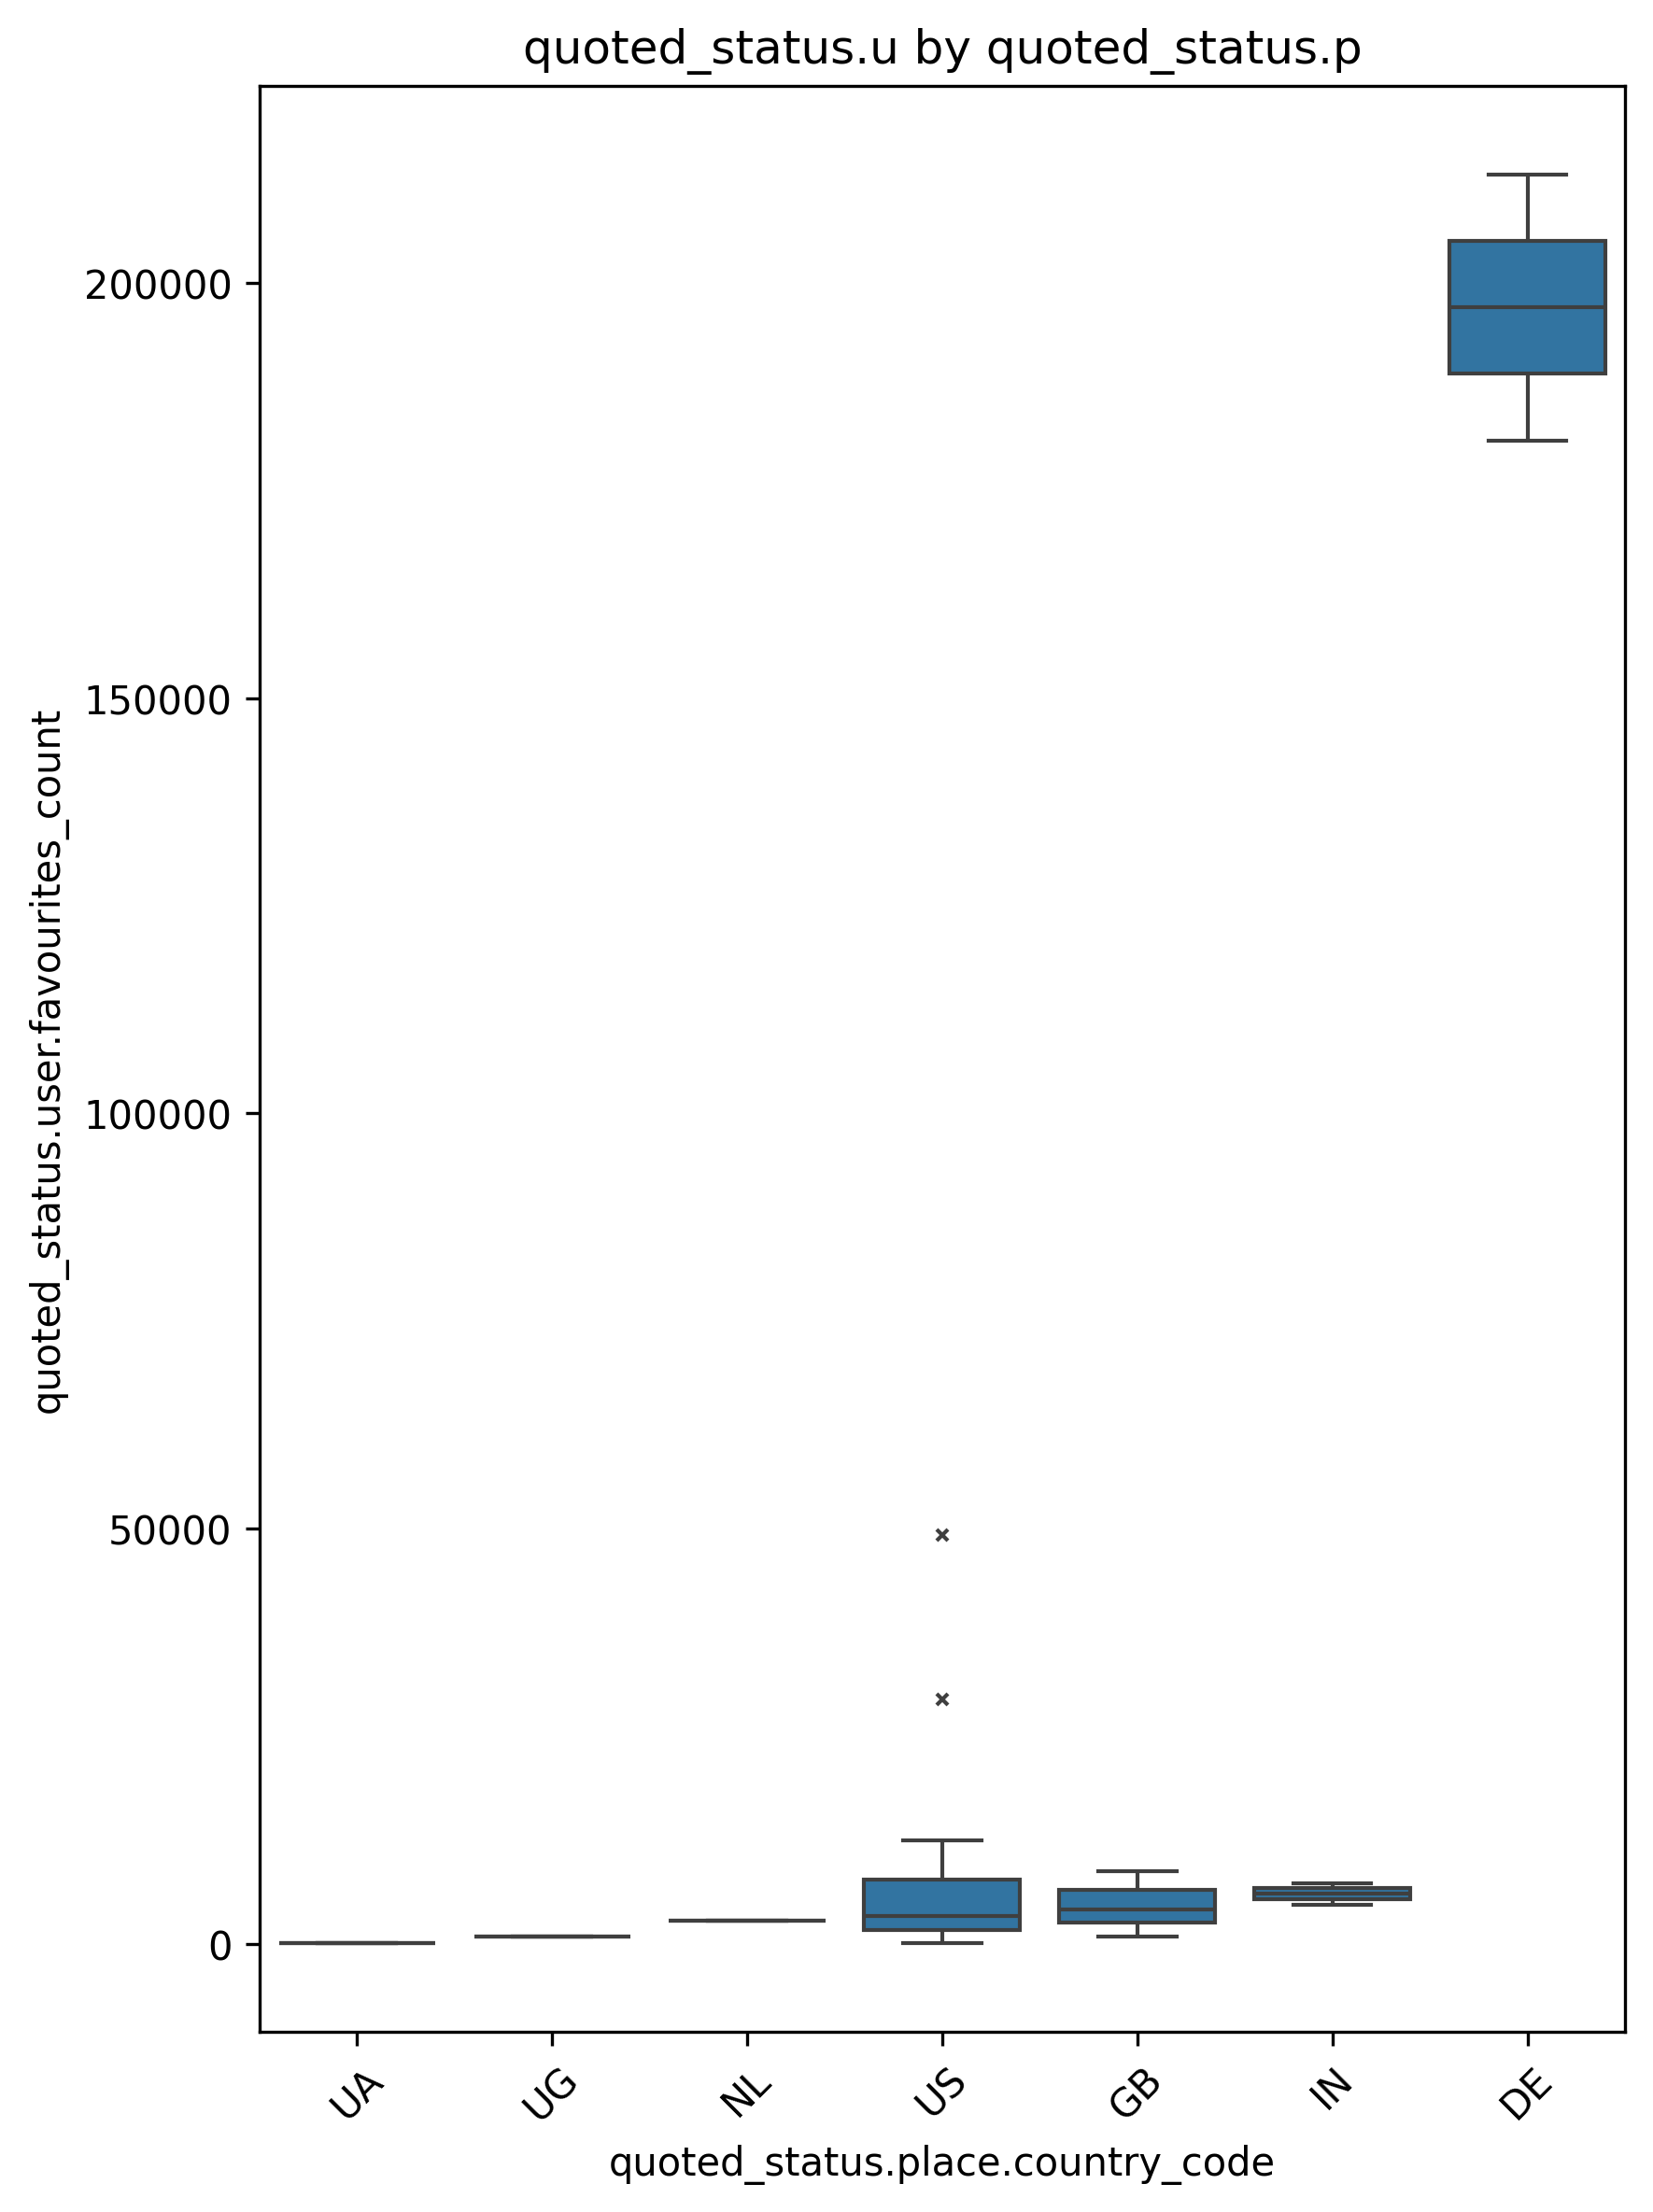 quoted_status.u by quoted_status.p
quoted_status.user.favourites_count
200000
150000
100000
50000
0
UA
UG
NL
US
GB
IN
DE
quoted_status.place.country_code